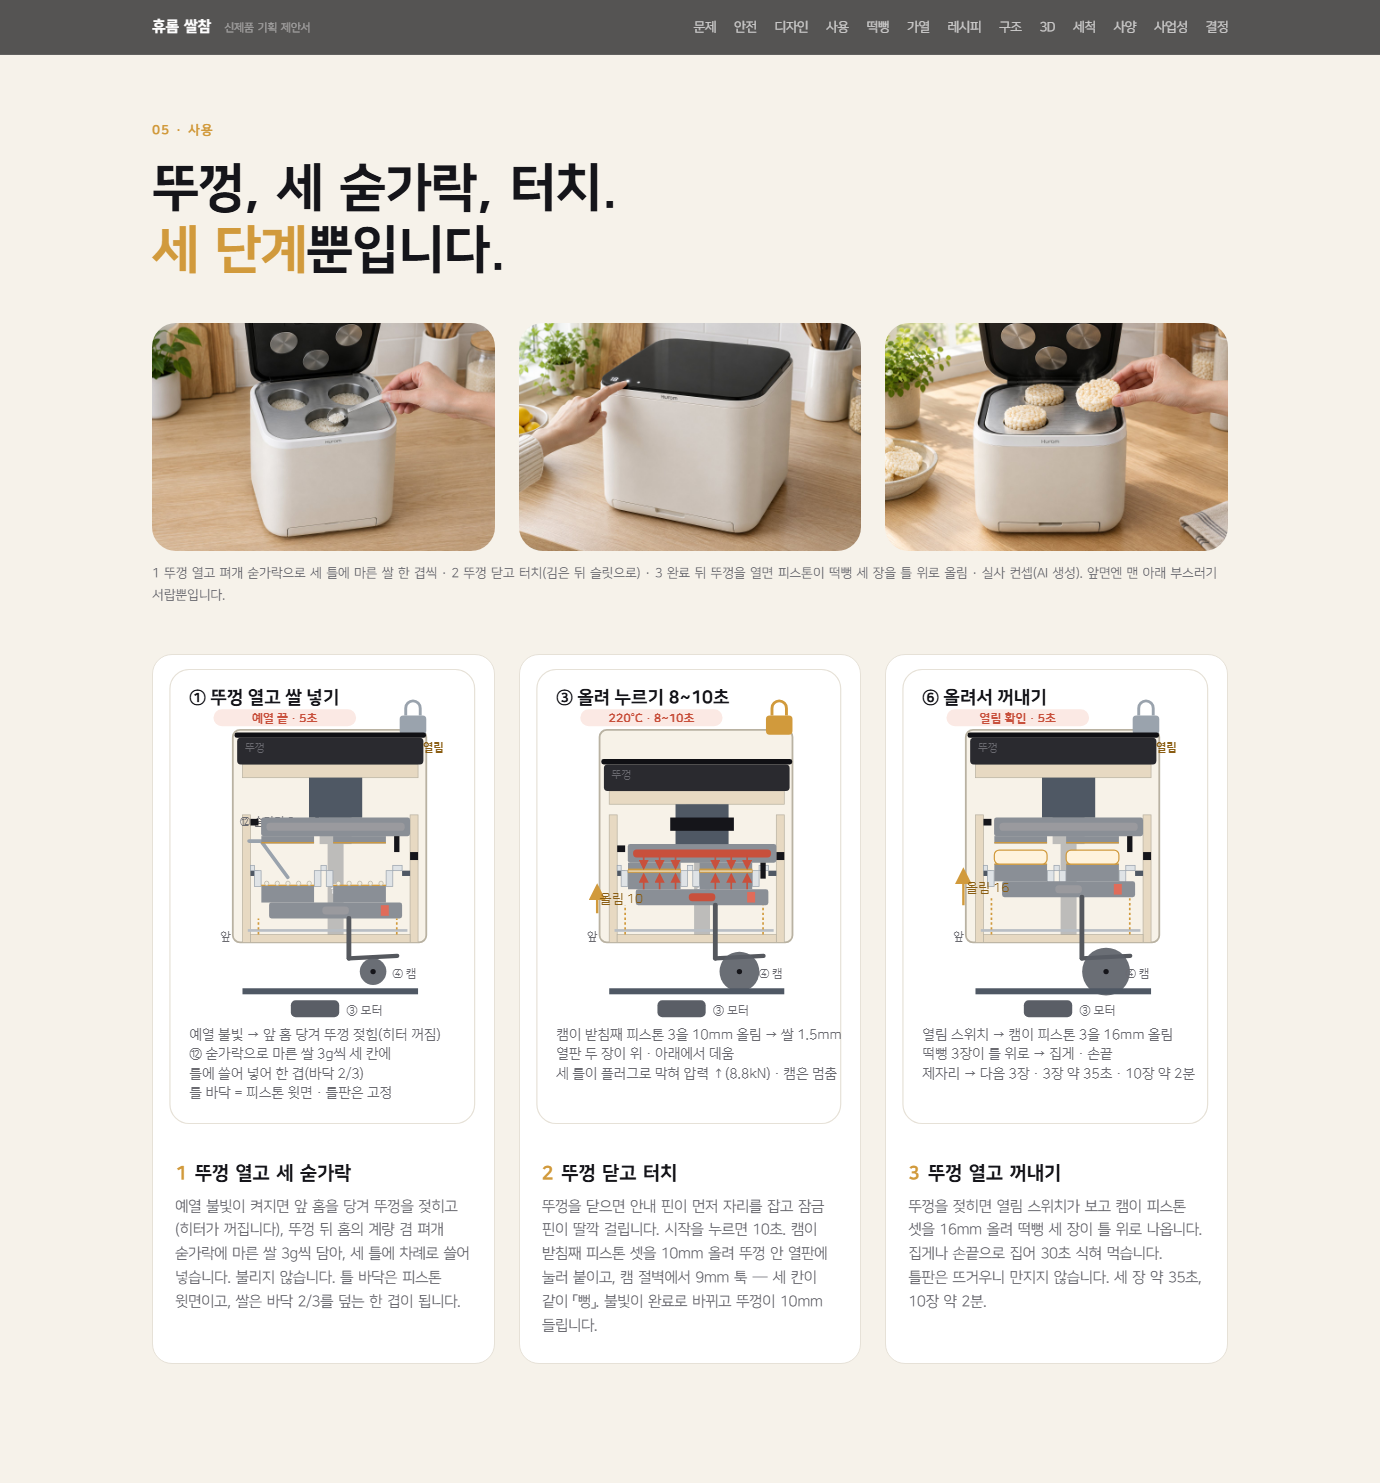 휴롬 쌀참 신제품 기획 제안서
문제 안전 디자인 사용 떡뻥 가열 레시피 구조 3D 세척 사양 사업성 결정
05 · 사용
뚜껑, 세 숟가락, 터치.
세 단계뿐입니다.
Hurom
Hurom
Hurom
1 뚜껑 열고 펴개 숟가락으로 세 틀에 마른 쌀 한 겹씩 · 2 뚜껑 닫고 터치(김은 뒤 슬릿으로) · 3 완료 뒤 뚜껑을 열면 피스톤이 떡뻥 세 장을 틀 위로 올림 · 실사 컨셉(AI 생성). 앞면엔 맨 아래 부스러기
서랍뿐입니다.
① 뚜껑 열고 쌀 넣기
예열 끝 · 5초
뚜껑
열림
⑫
앞
④ 캠
③ 모터
예열 불빛 → 앞 홈 당겨 뚜껑 젖힘(히터 꺼짐)
⑫ 숟가락으로 마른 쌀 3g씩 세 칸에
틀에 쓸어 넣어 한 겹(바닥 2/3)
틀 바닥 = 피스톤 윗면 · 틀판은 고정
1 뚜껑 열고 세 숟가락
예열 불빛이 켜지면 앞 홈을 당겨 뚜껑을 젖히고
(히터가 꺼집니다), 뚜껑 뒤 홈의 계량 겸 펴개
숟가락에 마른 쌀 3g씩 담아, 세 틀에 차례로 쓸어
넣습니다. 불리지 않습니다. 틀 바닥은 피스톤
윗면이고, 쌀은 바닥 2/3를 덮는 한 겹이 됩니다.
③ 올려 누르기 8~10초
220℃ · 8~10초
뚜껑
올림 10
앞
④ 캠
③ 모터
캠이 받침째 피스톤 3을 10mm 올림 → 쌀 1.5mm
열판 두 장이 위 · 아래에서 데움
세 틀이 플러그로 막혀 압력 ↑(8.8kN) · 캠은 멈춤
2 뚜껑 닫고 터치
뚜껑을 닫으면 안내 핀이 먼저 자리를 잡고 잠금
핀이 딸깍 걸립니다. 시작을 누르면 10초. 캠이
받침째 피스톤 셋을 10mm 올려 뚜껑 안 열판에
눌러 붙이고, 캠 절벽에서 9mm 툭 — 세 칸이
같이 「뻥」. 불빛이 완료로 바뀌고 뚜껑이 10mm
들립니다.
⑥ 올려서 꺼내기
열림 확인 · 5초
뚜껑
열림
올림 16
앞
④ 캠
③ 모터
열림 스위치 → 캠이 피스톤 3을 16mm 올림
떡뻥 3장이 틀 위로 → 집게 · 손끝
제자리 → 다음 3장 · 3장 약 35초 · 10장 약 2분
3 뚜껑 열고 꺼내기
뚜껑을 젖히면 열림 스위치가 보고 캠이 피스톤
셋을 16mm 올려 떡뻥 세 장이 틀 위로 나옵니다.
집게나 손끝으로 집어 30초 식혀 먹습니다.
틀판은 뜨거우니 만지지 않습니다. 세 장 약 35초,
10장 약 2분.